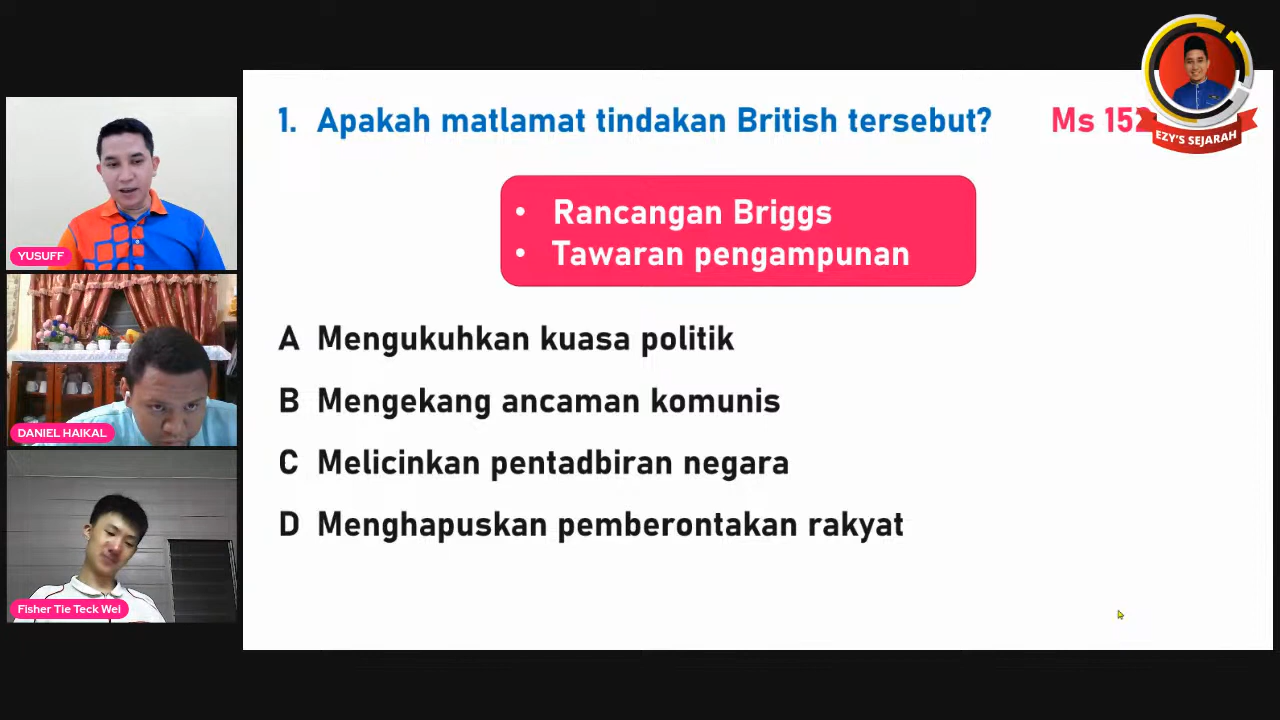 1. Apakah matlamat tindakan British tersebut?
Ms 152
• Rancangan Briggs
• Tawaran pengampunan
A Mengukuhkan kuasa politik
B Mengekang ancaman komunis
C Melicinkan pentadbiran negara
D Menghapuskan pemberontakan rakyat
EZY'S SEJARAH
YUSUFF
DANIEL HAIKAL
Fisher Tie Teck Wei